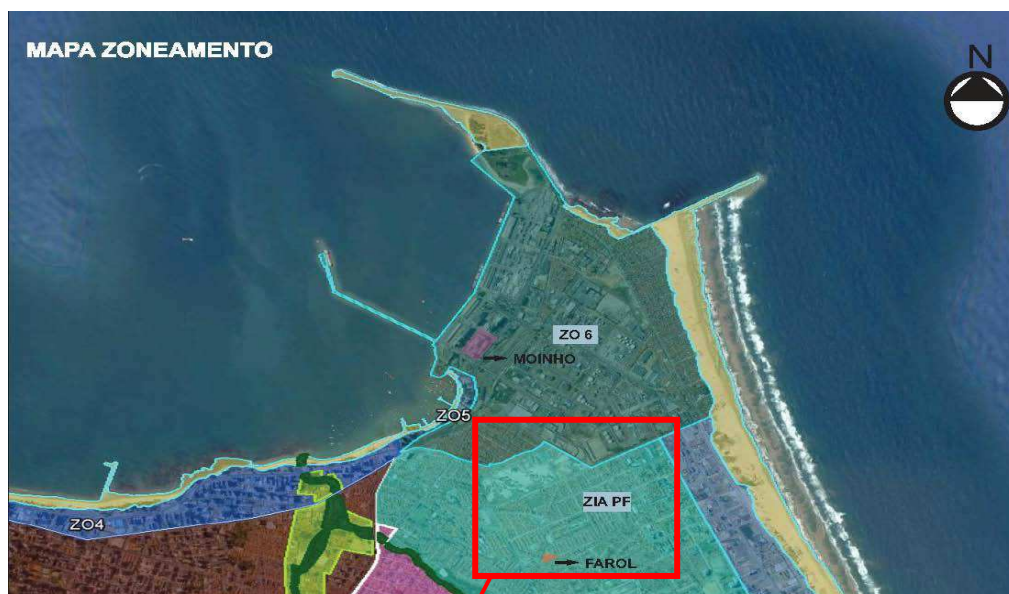 MAPA ZONEAMENTO
N
ZO 6
MOINHO
ZO5
ZIA PF
ZO4
FAROL